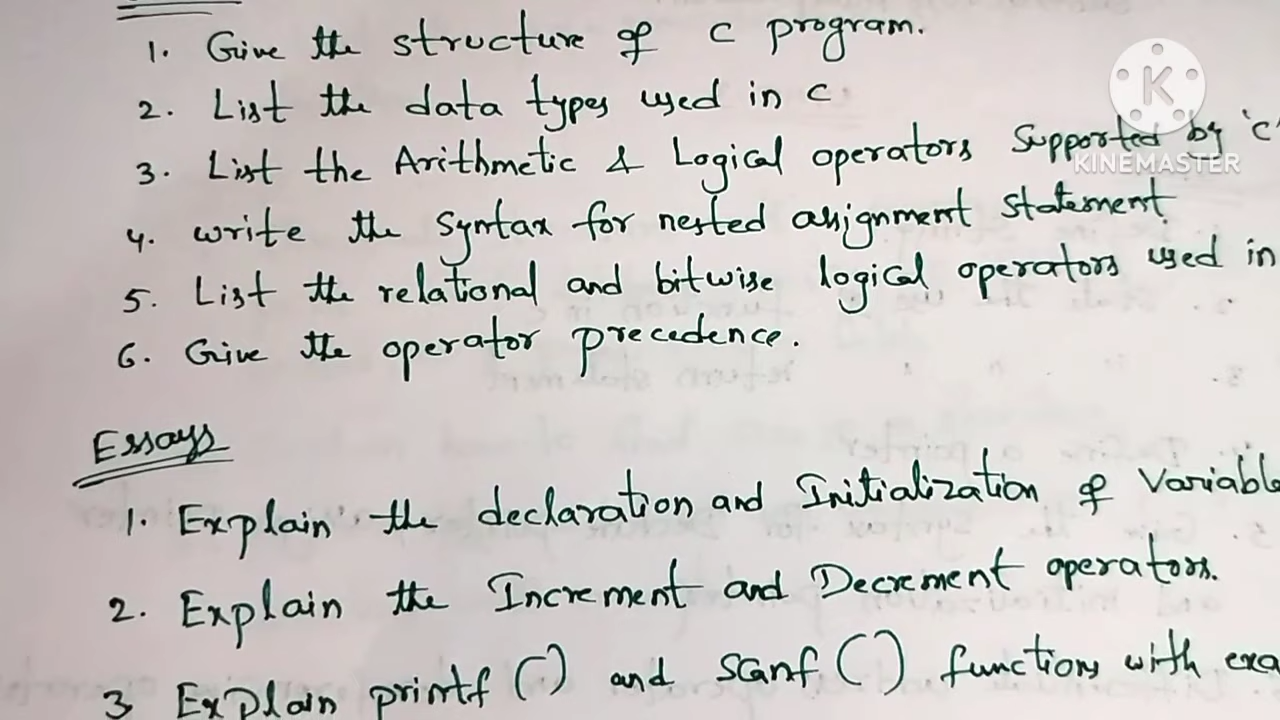 1. Give the structure of c program.
2. List the data types used in c
3. List the Arithmetic & Logical operators Supported by 'c'
4. write the Syntax for nested assignment statement
5. List the relational and bitwise logical operators used in
6. Give the operator precedence.
K
KINEMASTER
Essays
1. Explain the declaration and Initialization of Variable
2. Explain the Increment and Decrement operators.
3 Explain printf () and scanf () functions with exa